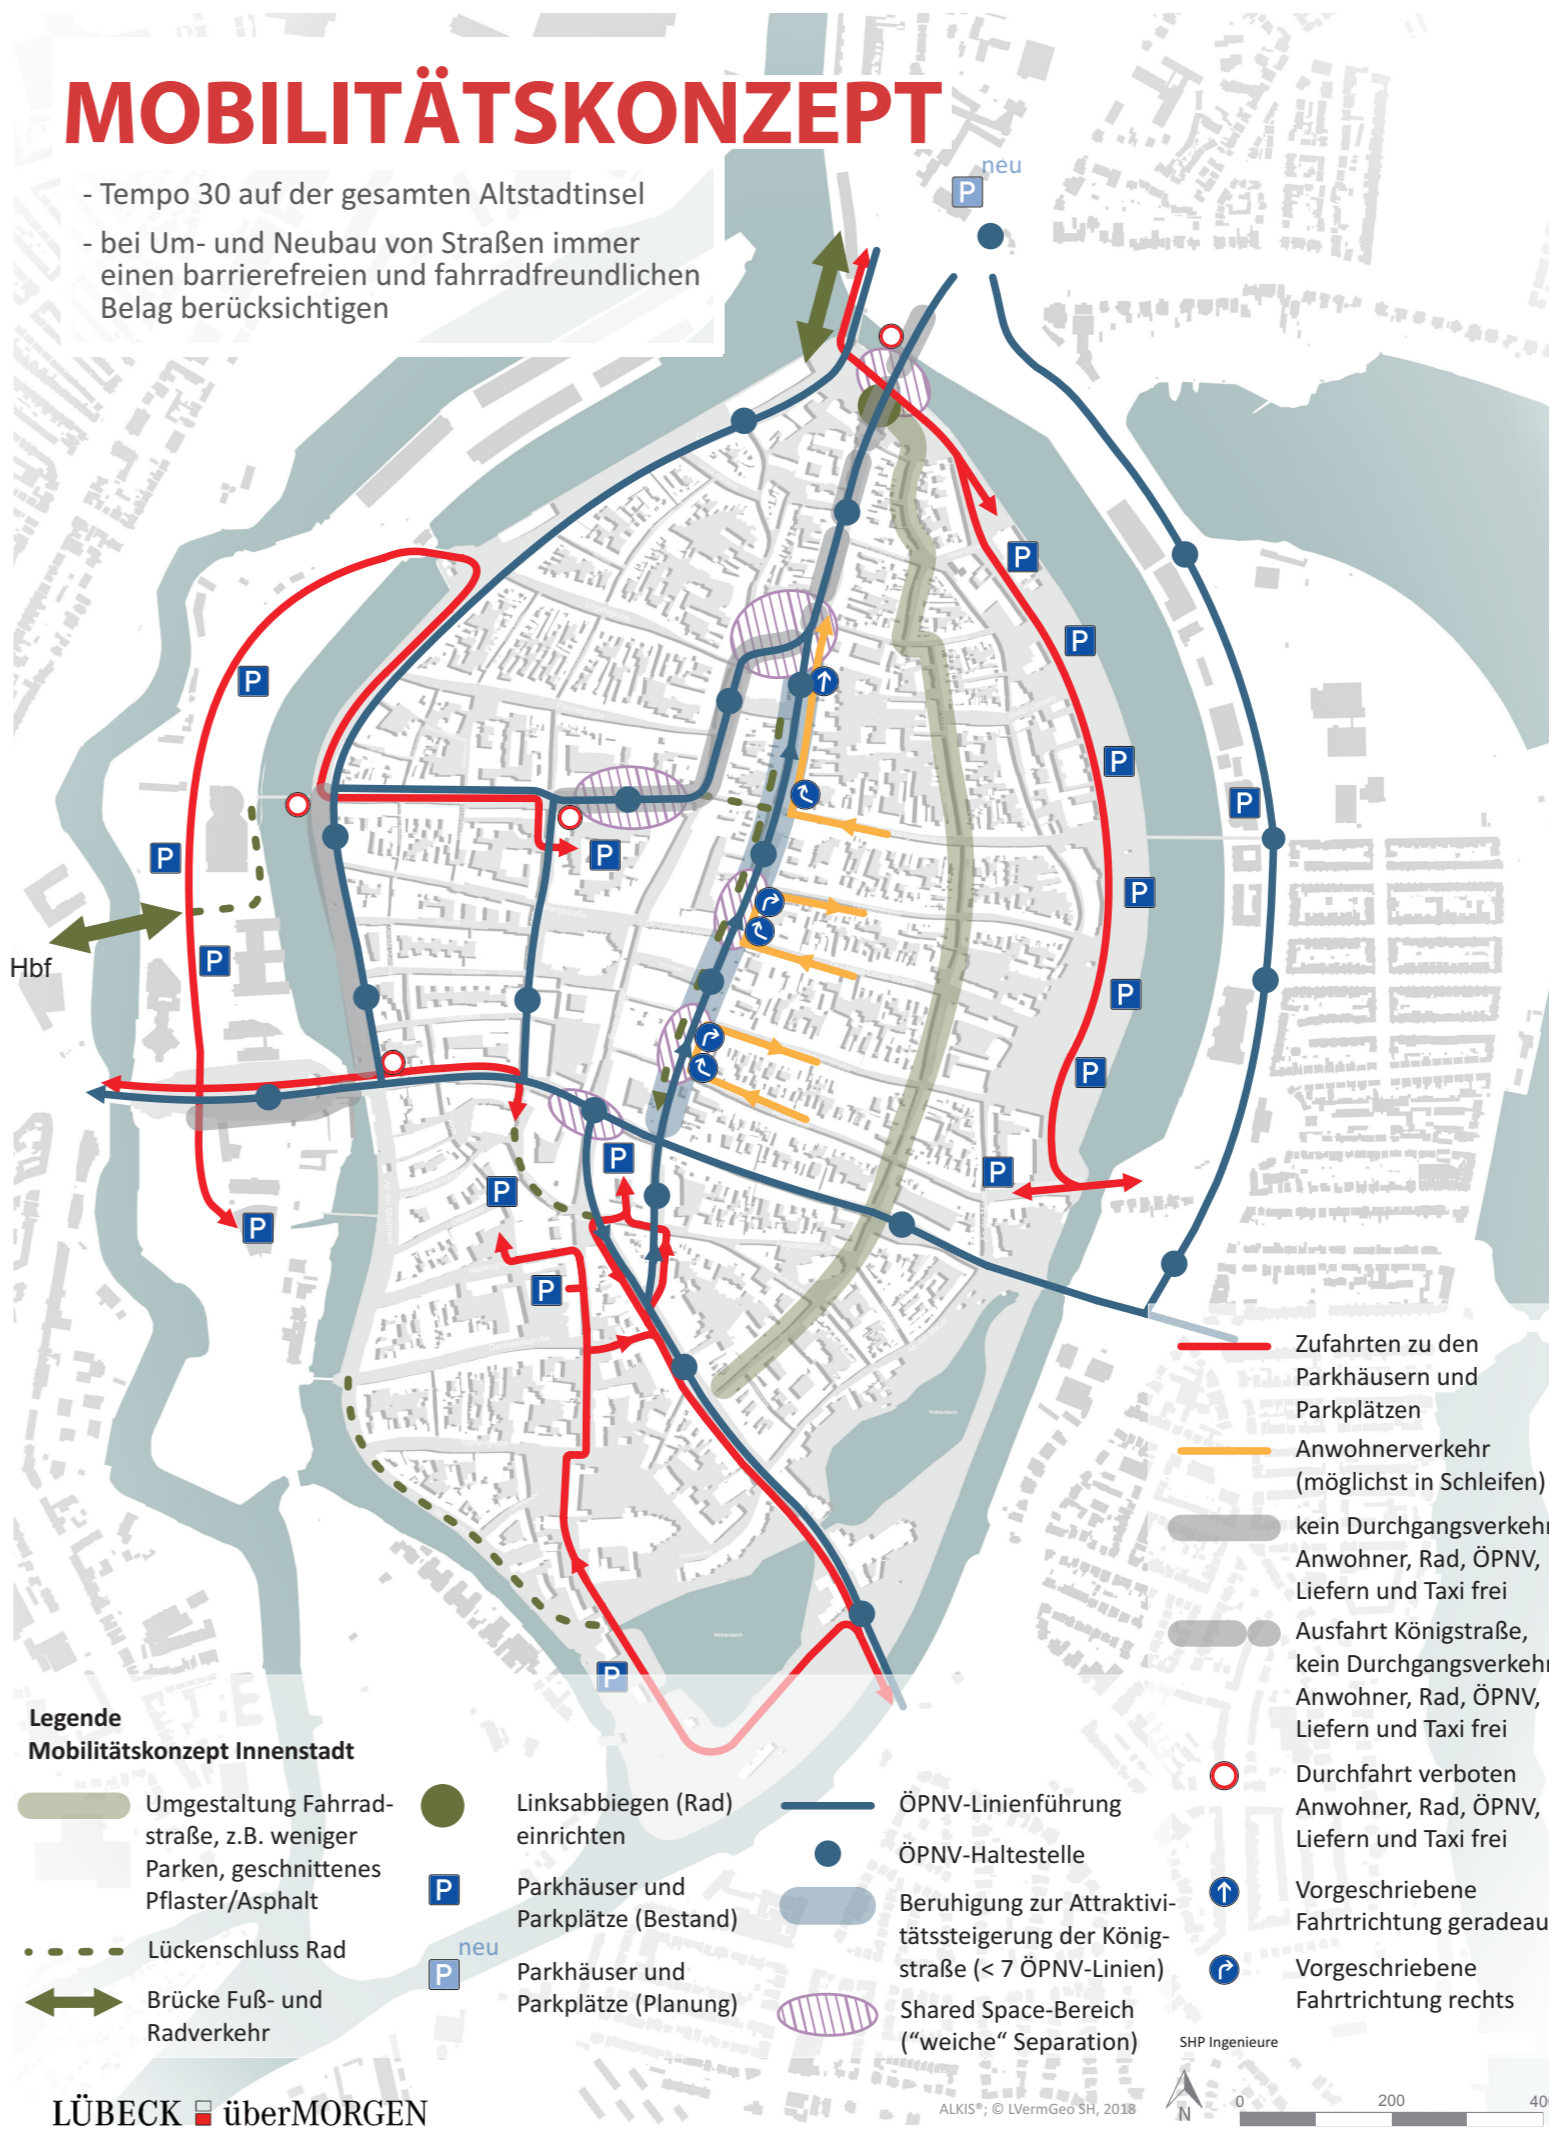 MOBILITÄTSKONZEPT
- Tempo 30 auf der gesamten Altstadtinsel
- bei Um- und Neubau von Straßen immer
einen barrierefreien und fahrradfreundlichen
Belag berücksichtigen
neu
P
P
P
P
P
P
P
P
P
P
P
P
Hbf
P
P
P
P
P
P
P
P
Zufahrten zu den
Parkhäusern und
Parkplätzen
Anwohnerverkehr
(möglichst in Schleifen)
kein Durchgangsverkehr
Anwohner, Rad, ÖPNV,
Liefern und Taxi frei
Ausfahrt Königstraße,
kein Durchgangsverkehr
Anwohner, Rad, ÖPNV,
Liefern und Taxi frei
Durchfahrt verboten
Anwohner, Rad, ÖPNV,
Liefern und Taxi frei
Vorgeschriebene
Fahrtrichtung geradeau
Vorgeschriebene
Fahrtrichtung rechts
Legende
Mobilitätskonzept Innenstadt
Umgestaltung Fahrrad-
straße, z.B. weniger
Parken, geschnittenes
Pflaster/Asphalt
Lückenschluss Rad
Brücke Fuß- und
Radverkehr
Linksabbiegen (Rad)
einrichten
P
Parkhäuser und
Parkplätze (Bestand)
neu
P
Parkhäuser und
Parkplätze (Planung)
ÖPNV-Linienführung
ÖPNV-Haltestelle
Beruhigung zur Attraktivi-
tätssteigerung der König-
straße (< 7 ÖPNV-Linien)
Shared Space-Bereich
(“weiche“ Separation)
SHP Ingenieure
N
0 200 40
ALKIS®; © LVermGeo SH, 2018
LÜBECK überMORGEN